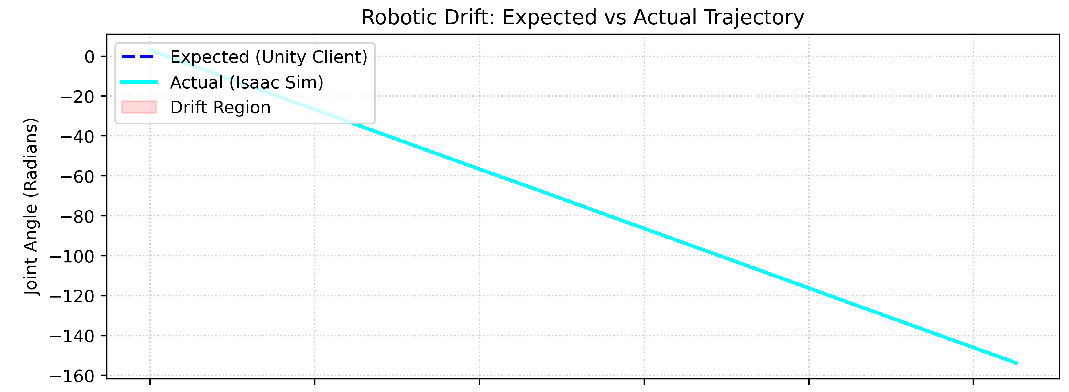 Robotic Drift: Expected vs Actual Trajectory
Expected (Unity Client)
Actual (Isaac Sim)
Drift Region
Joint Angle (Radians)
0
−20
−40
−60
−80
−100
−120
−140
−160